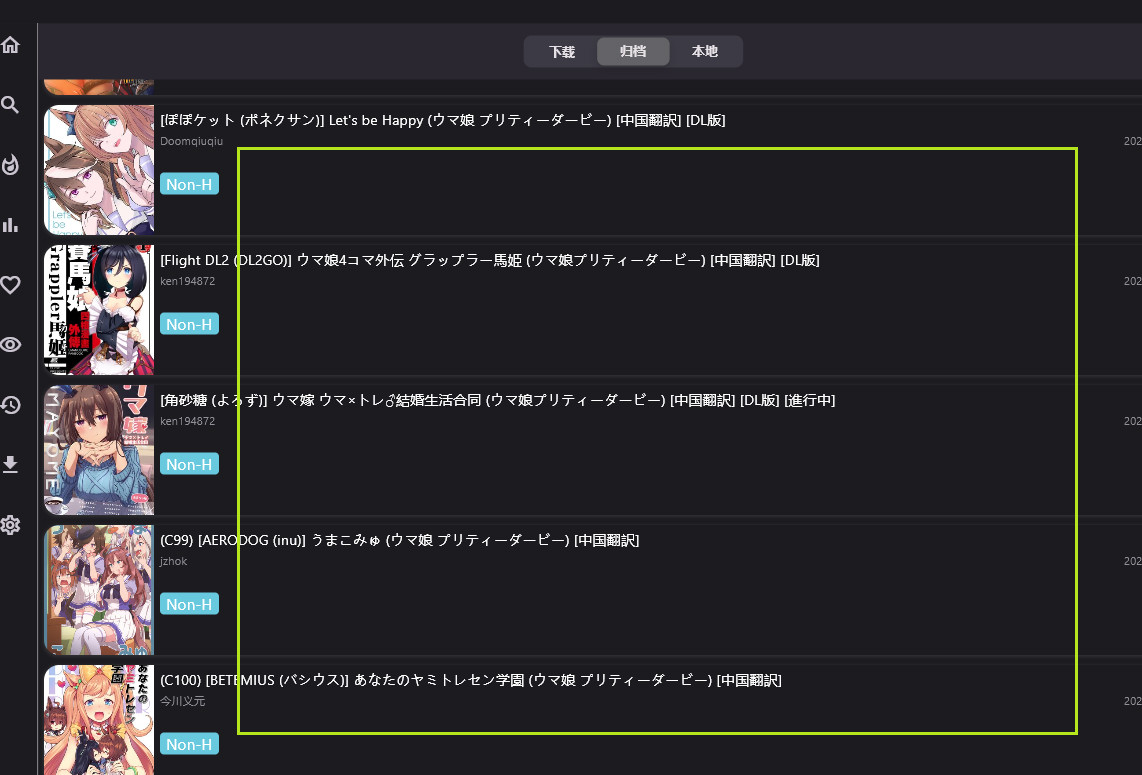 下载 归档 本地
[ぽぽケット (ポネクサン)] Let's be Happy (ウマ娘 プリティーダービー) [中国翻訳] [DL版]
Doomqiuqiu
202
Non-H
[Flight DL2 (DL2GO)] ウマ娘4コマ外伝 グラップラー馬姫 (ウマ娘プリティーダービー) [中国翻訳] [DL版]
ken194872
202
Non-H
[角砂糖 (よろず)] ウマ嫁 ウマ×トレ♂結婚生活合同 (ウマ娘プリティーダービー) [中国翻訳] [DL版] [進行中]
ken194872
202
Non-H
(C99) [AERODOG (inu)] うまこみゅ (ウマ娘 プリティーダービー) [中国翻訳]
jzhok
202
Non-H
(C100) [BETEMIUS (パシウス)] あなたのヤミトレセン学園 (ウマ娘 プリティーダービー) [中国翻訳]
今川义元
202
Non-H